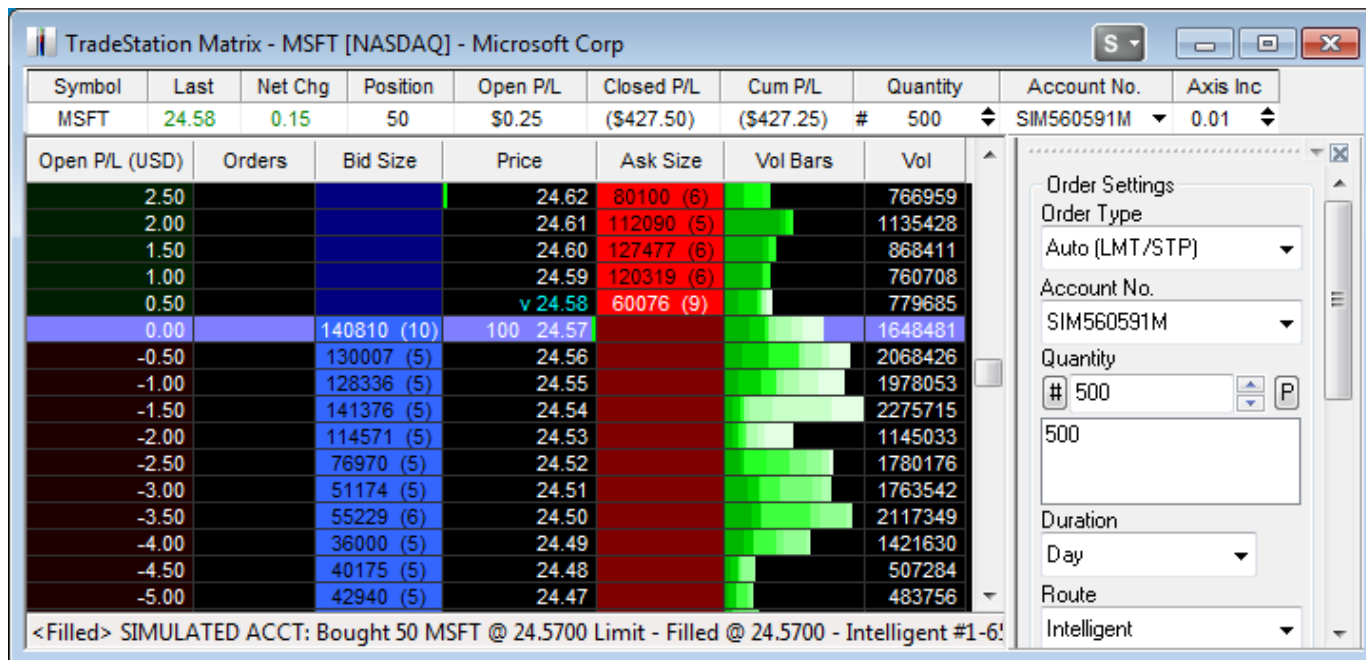 TradeStation Matrix - MSFT [NASDAQ] - Microsoft Corp
S
Symbol Last Net Chg Position Open P/L Closed P/L Cum P/L Quantity Account No. Axis Inc
MSFT 24.58 0.15 50 $0.25 ($427.50) ($427.25) # 500 SIM560591M 0.01
Open P/L (USD) Orders Bid Size Price Ask Size Vol Bars Vol
2.50 24.62 80100 (6) 766959
2.00 24.61 112090 (5) 1135428
1.50 24.60 127477 (6) 868411
1.00 24.59 120319 (6) 760708
0.50 v 24.58 60076 (9) 779685
0.00 140810 (10) 100 24.57 1648481
-0.50 130007 (5) 24.56 2068426
-1.00 128336 (5) 24.55 1978053
-1.50 141376 (5) 24.54 2275715
-2.00 114571 (5) 24.53 1145033
-2.50 76970 (5) 24.52 1780176
-3.00 51174 (5) 24.51 1763542
-3.50 55229 (6) 24.50 2117349
-4.00 36000 (5) 24.49 1421630
-4.50 40175 (5) 24.48 507284
-5.00 42940 (5) 24.47 483756
<Filled> SIMULATED ACCT: Bought 50 MSFT @ 24.5700 Limit - Filled @ 24.5700 - Intelligent #1-65
Order Settings
Order Type
Auto (LMT/STP)
Account No.
SIM560591M
Quantity
# 500 P
500
Duration
Day
Route
Intelligent